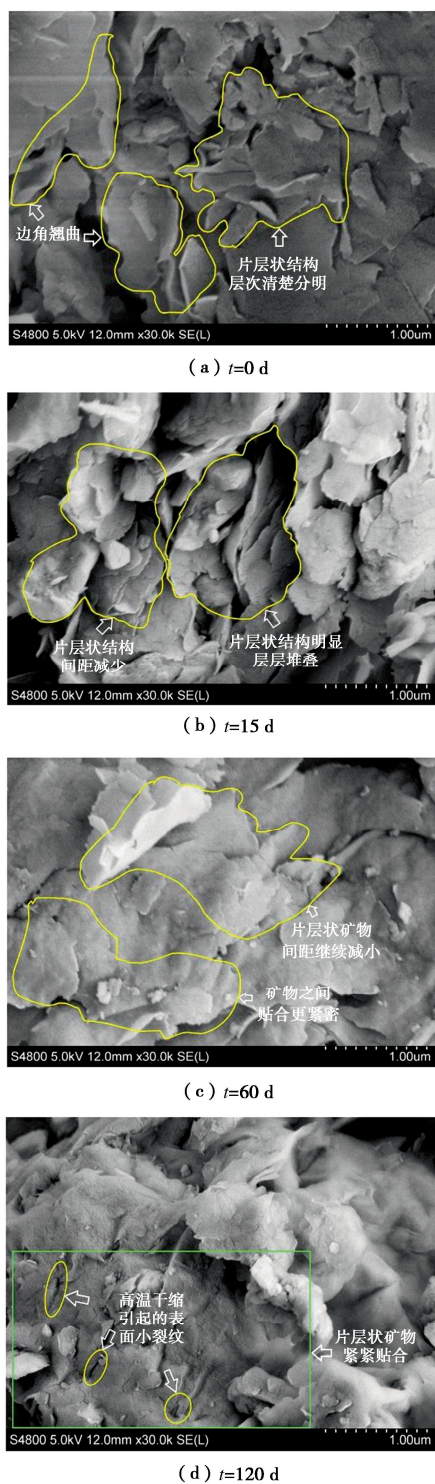 边角翘曲
片层状结构
层次清楚分明
S4800 5.0kV 12.0mm x30.0k SE(L)
1.00um
(a) t=0 d
片层状结构
间距减少
片层状结构明显
层层堆叠
S4800 5.0kV 12.0mm x30.0k SE(L)
1.00um
(b) t=15 d
片层状矿物
间距继续减小
矿物之间
贴合更紧密
S4800 5.0kV 12.0mm x30.0k SE(L)
1.00um
(c) t=60 d
高温干缩
引起的表
面小裂纹
片层状矿物
紧紧贴合
S4800 5.0kV 12.0mm x30.0k SE(L)
1.00um
(d) t=120 d